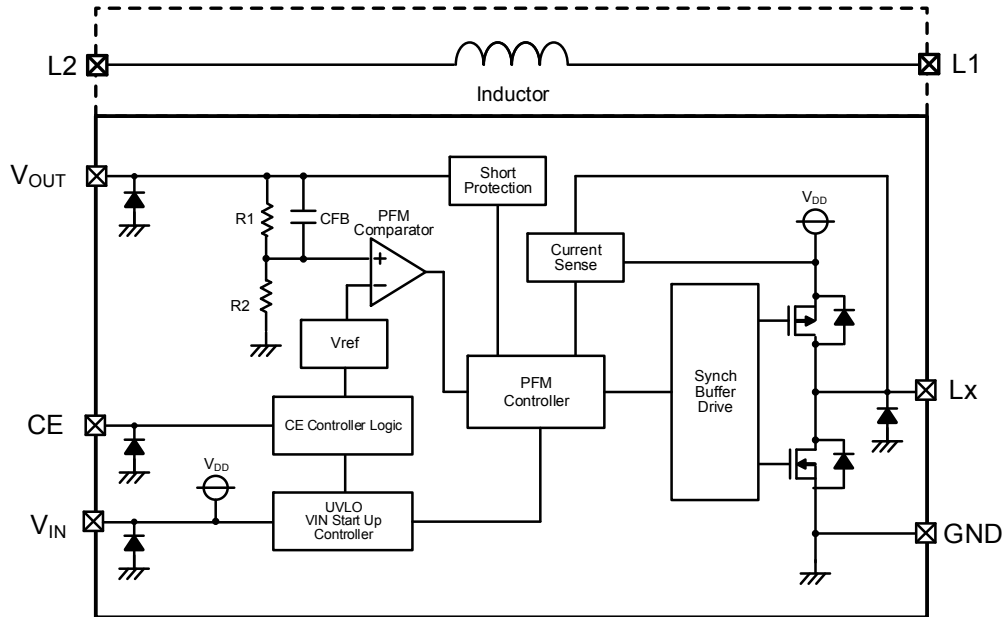 L2
L1
Inductor
VOUT
Short
Protection
VDD
R1
CFB
PFM
Comparator
Current
Sense
+
−
R2
Vref
PFM
Controller
Synch
Buffer
Drive
Lx
CE
CE Controller Logic
VDD
VIN
UVLO
VIN Start Up
Controller
GND